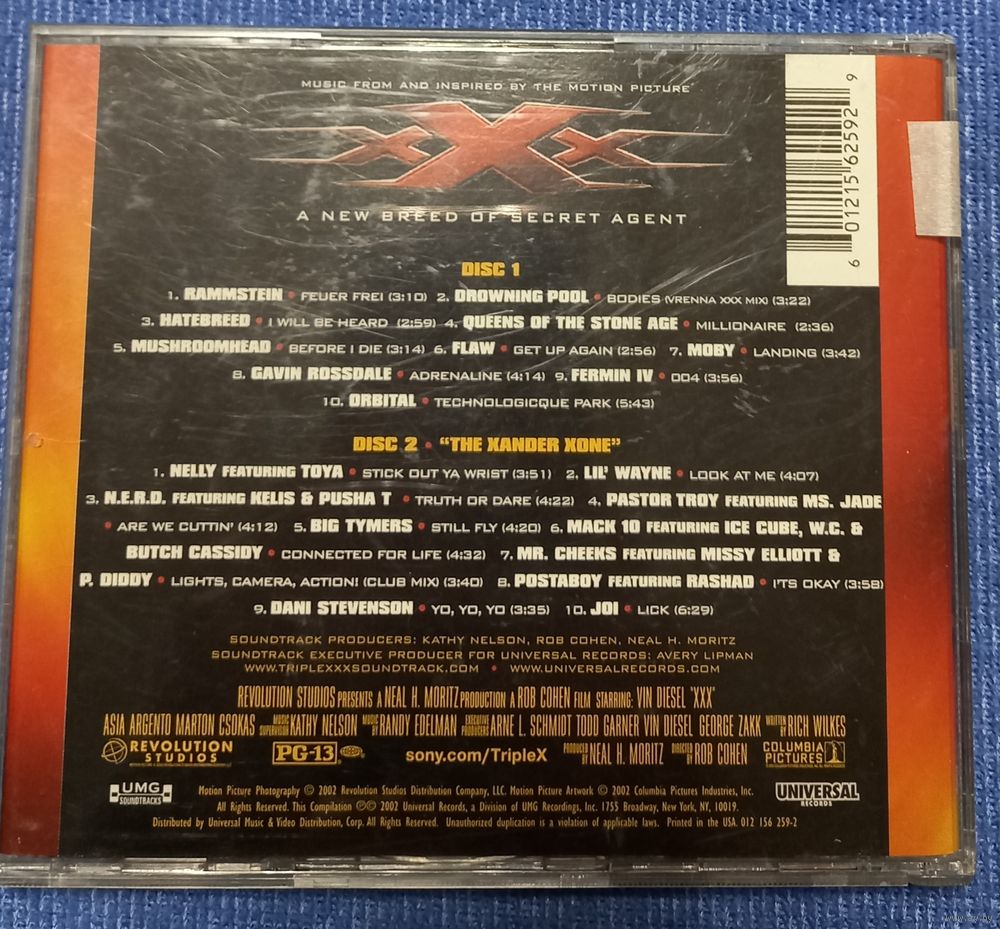 MUSIC FROM AND INSPIRED BY THE MOTION PICTURE
xXx
A NEW BREED OF SECRET AGENT
6 01215 62592 9
DISC 1
1. RAMMSTEIN • FEUER FREI (3:10) 2. DROWNING POOL • BODIES (VRENNA XXX MIX) (3:22)
3. HATEBREED • I WILL BE HEARD (2:59) 4. QUEENS OF THE STONE AGE • MILLIONAIRE (2:36)
5. MUSHROOMHEAD • BEFORE I DIE (3:14) 6. FLAW • GET UP AGAIN (2:56) 7. MOBY • LANDING (3:42)
8. GAVIN ROSSDALE • ADRENALINE (4:14) 9. FERMIN IV • 004 (3:56)
10. ORBITAL • TECHNOLOGICQUE PARK (5:43)
DISC 2 • "THE XANDER XONE"
1. NELLY FEATURING TOYA • STICK OUT YA WRIST (3:51) 2. LIL' WAYNE • LOOK AT ME (4:07)
3. N.E.R.D. FEATURING KELIS & PUSHA T • TRUTH OR DARE (4:22) 4. PASTOR TROY FEATURING MS. JADE
• ARE WE CUTTIN' (4:12) 5. BIG TYMERS • STILL FLY (4:20) 6. MACK 10 FEATURING ICE CUBE, W.C. &
BUTCH CASSIDY • CONNECTED FOR LIFE (4:32) 7. MR. CHEEKS FEATURING MISSY ELLIOTT &
P. DIDDY • LIGHTS, CAMERA, ACTION! (CLUB MIX) (3:40) 8. POSTABOY FEATURING RASHAD • I'TS OKAY (3:58)
9. DANI STEVENSON • YO, YO, YO (3:35) 10. JOI • LICK (6:29)
SOUNDTRACK PRODUCERS: KATHY NELSON, ROB COHEN, NEAL H. MORITZ
SOUNDTRACK EXECUTIVE PRODUCER FOR UNIVERSAL RECORDS: AVERY LIPMAN
WWW.TRIPLEXXXSOUNDTRACK.COM • WWW.UNIVERSALRECORDS.COM
REVOLUTION STUDIOS PRESENTS A NEAL H. MORITZ PRODUCTION A ROB COHEN FILM STARRING: VIN DIESEL 'XXX'
ASIA ARGENTO MARTON CSOKAS MUSIC SUPERVISION KATHY NELSON MUSIC BY RANDY EDELMAN EXECUTIVE PRODUCERS ARNE L. SCHMIDT TODD GARNER VIN DIESEL GEORGE ZAKK WRITTEN BY RICH WILKES
REVOLUTION STUDIOS PG-13 sony.com/TripleX PRODUCED BY NEAL H. MORITZ DIRECTED BY ROB COHEN COLUMBIA PICTURES
UMG SOUNDTRACKS
Motion Picture Photography © 2002 Revolution Studios Distribution Company, LLC. Motion Picture Artwork © 2002 Columbia Pictures Industries, Inc.
All Rights Reserved. This Compilation ℗© 2002 Universal Records, a Division of UMG Recordings, Inc. 1755 Broadway, New York, NY, 10019.
Distributed by Universal Music & Video Distribution, Corp. All Rights Reserved. Unauthorized duplication is a violation of applicable laws. Printed in the USA. 012 156 259-2
UNIVERSAL RECORDS